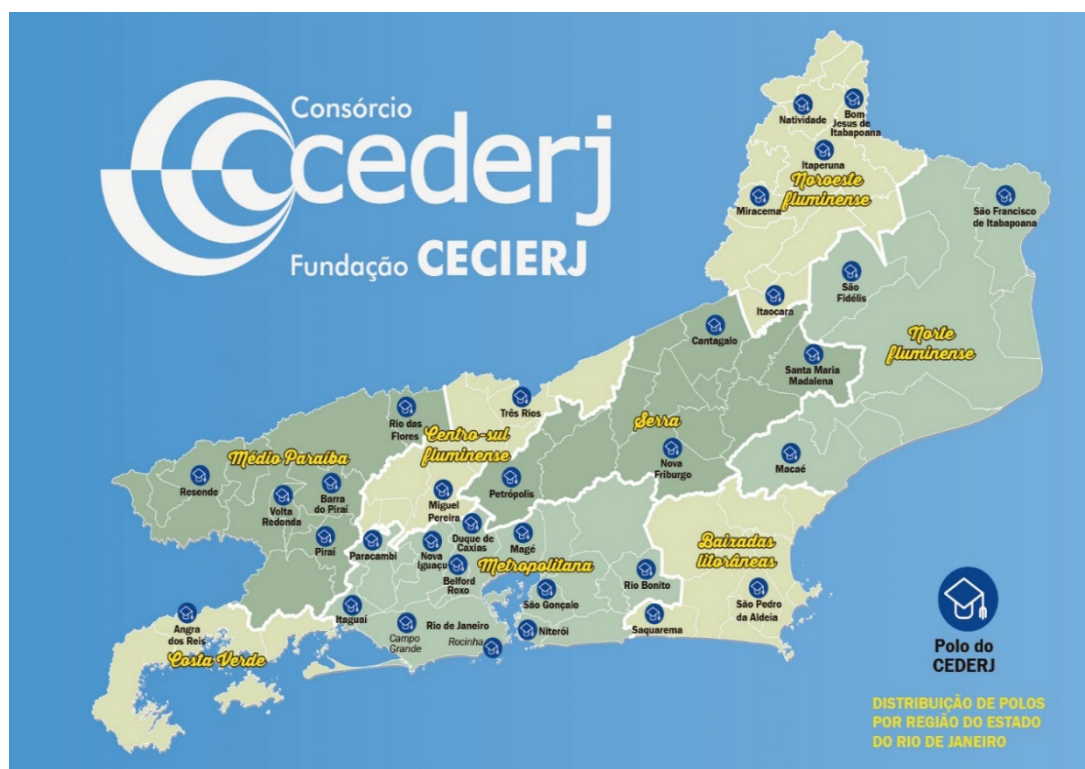 Consórcio
cederj
Fundação CECIERJ
Natividade
Bom
Jesus de
Itabapoana
Itaperuna
Noroeste
fluminense
Miracema
São Francisco
de Itabapoana
São
Fidélis
Itaocara
Cantagalo
Norte
fluminense
Santa Maria
Madalena
Três Rios
Rio das
Flores
Centro-sul
fluminense
Serra
Médio Paraíba
Nova
Friburgo
Macaé
Resende
Volta
Redonda
Barra
do Piraí
Petrópolis
Miguel
Pereira
Piraí
Paracambi
Nova
Iguaçu
Duque de
Caxias
Magé
Metropolitana
Baixadas
litorâneas
Belford
Roxo
Rio Bonito
São Gonçalo
São Pedro
da Aldeia
Itaguaí
Rio de Janeiro
Campo
Grande
Rocinha
Niterói
Saquarema
Angra
dos Reis
Costa Verde
Polo do
CEDERJ
DISTRIBUIÇÃO DE POLOS
POR REGIÃO DO ESTADO
DO RIO DE JANEIRO